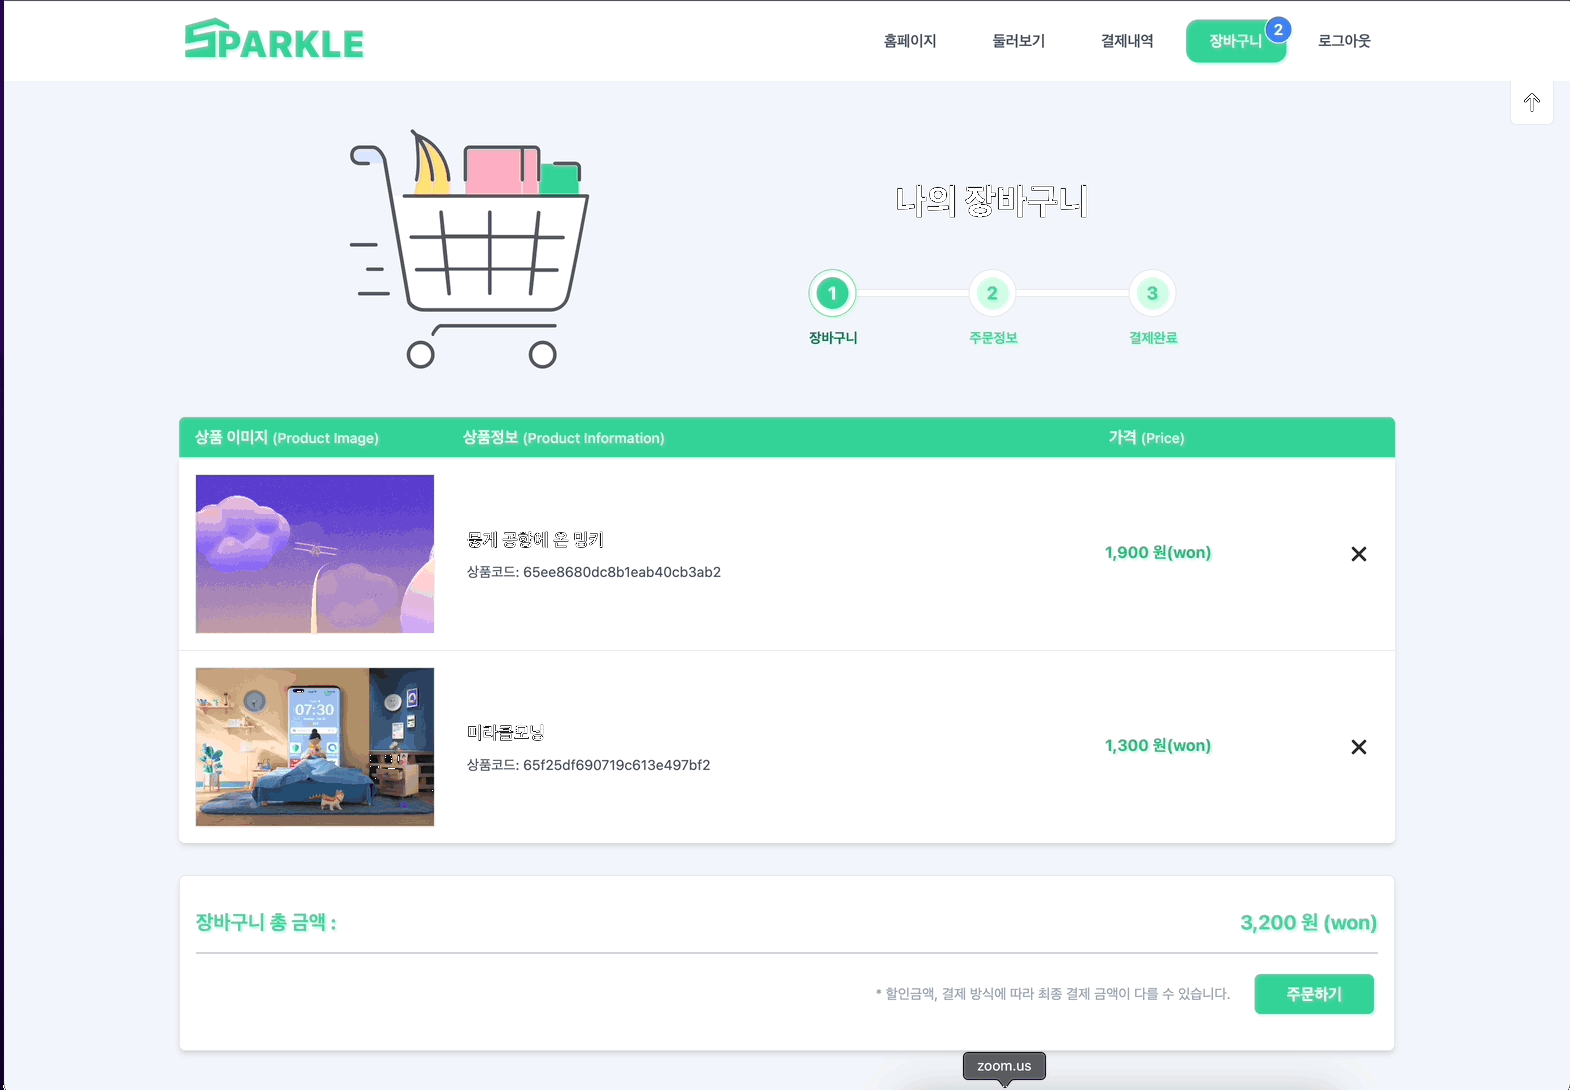 SPARKLE
홈페이지 둘러보기 결제내역 장바구니 2 로그아웃
나의 장바구니
1 2 3
장바구니 주문정보 결제완료
상품 이미지 (Product Image) 상품정보 (Product Information) 가격 (Price)
공항에 온 밍키
1,900 원(won)
상품코드: 65ee8680dc8b1eab40cb3ab2
07:30
미라클모닝
1,300 원(won)
상품코드: 65f25df690719c613e497bf2
장바구니 총 금액 : 3,200 원 (won)
* 할인금액, 결제 방식에 따라 최종 결제 금액이 다를 수 있습니다. 주문하기
zoom.us